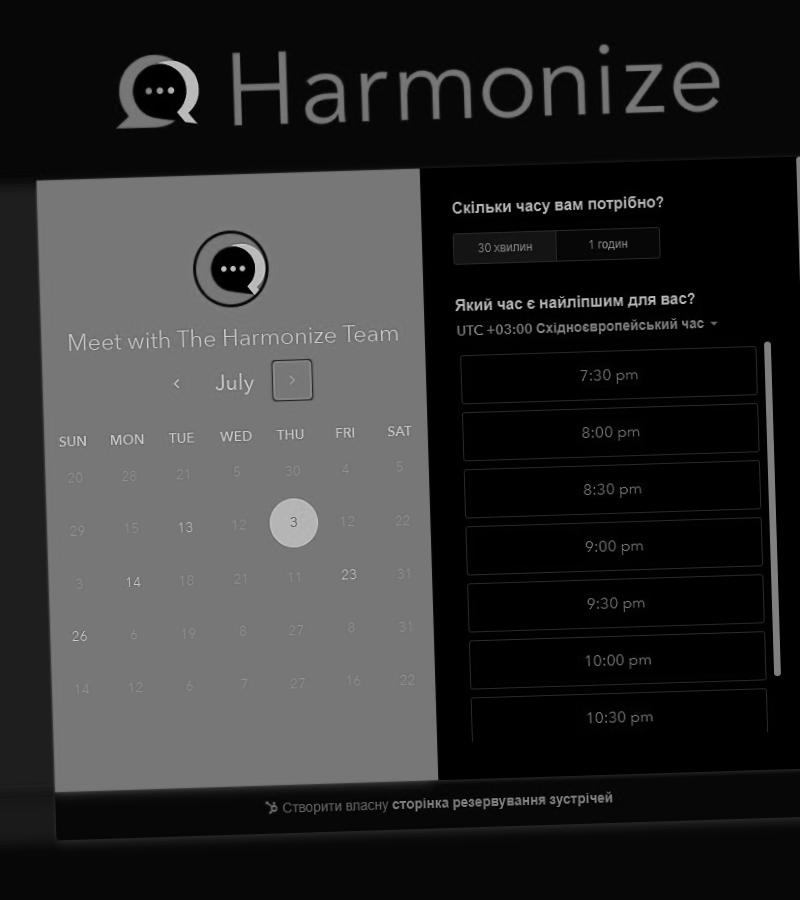 Harmonize
Meet with The Harmonize Team
July
SUN MON TUE WED THU FRI SAT
20 28 21 5 30 4 5
29 15 13 12 3 12 22
3 14 18 21 11 23 31
26 6 19 8 27 8 31
14 12 6 7 27 16 22
Скільки часу вам потрібно?
30 хвилин 1 годин
Який час є найліпшим для вас?
UTC +03:00 Східноєвропейський час
7:30 pm
8:00 pm
8:30 pm
9:00 pm
9:30 pm
10:00 pm
10:30 pm
Створити власну сторінка резервування зустрічей